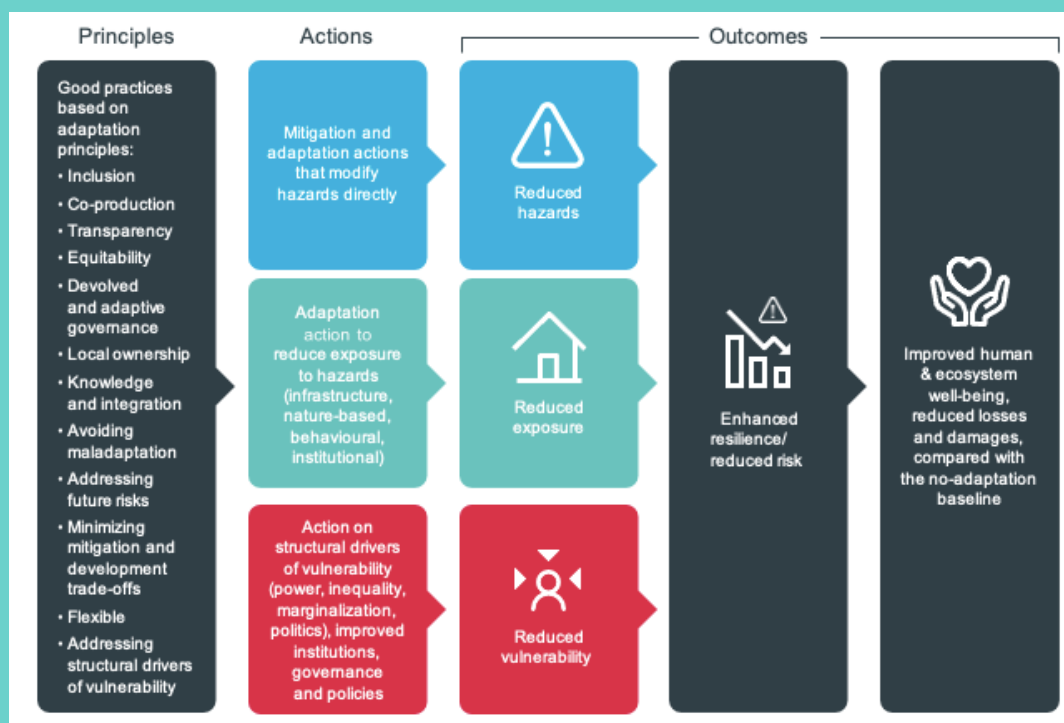 Principles
Actions
Outcomes
Good practices
based on
adaptation
principles:
• Inclusion
• Co-production
• Transparency
• Equitability
• Devolved
and adaptive
governance
• Local ownership
• Knowledge
and integration
• Avoiding
maladaptation
• Addressing
future risks
• Minimizing
mitigation and
development
trade-offs
• Flexible
• Addressing
structural drivers
of vulnerability
Mitigation and
adaptation actions
that modify
hazards directly
Adaptation
action to
reduce exposure
to hazards
(infrastructure,
nature-based,
behavioural,
institutional)
Action on
structural drivers
of vulnerability
(power, inequality,
marginalization,
politics), improved
institutions,
governance
and policies
Reduced
hazards
Reduced
exposure
Reduced
vulnerability
Enhanced
resilience/
reduced risk
Improved human
& ecosystem
well-being,
reduced losses
and damages,
compared with
the no-adaptation
baseline